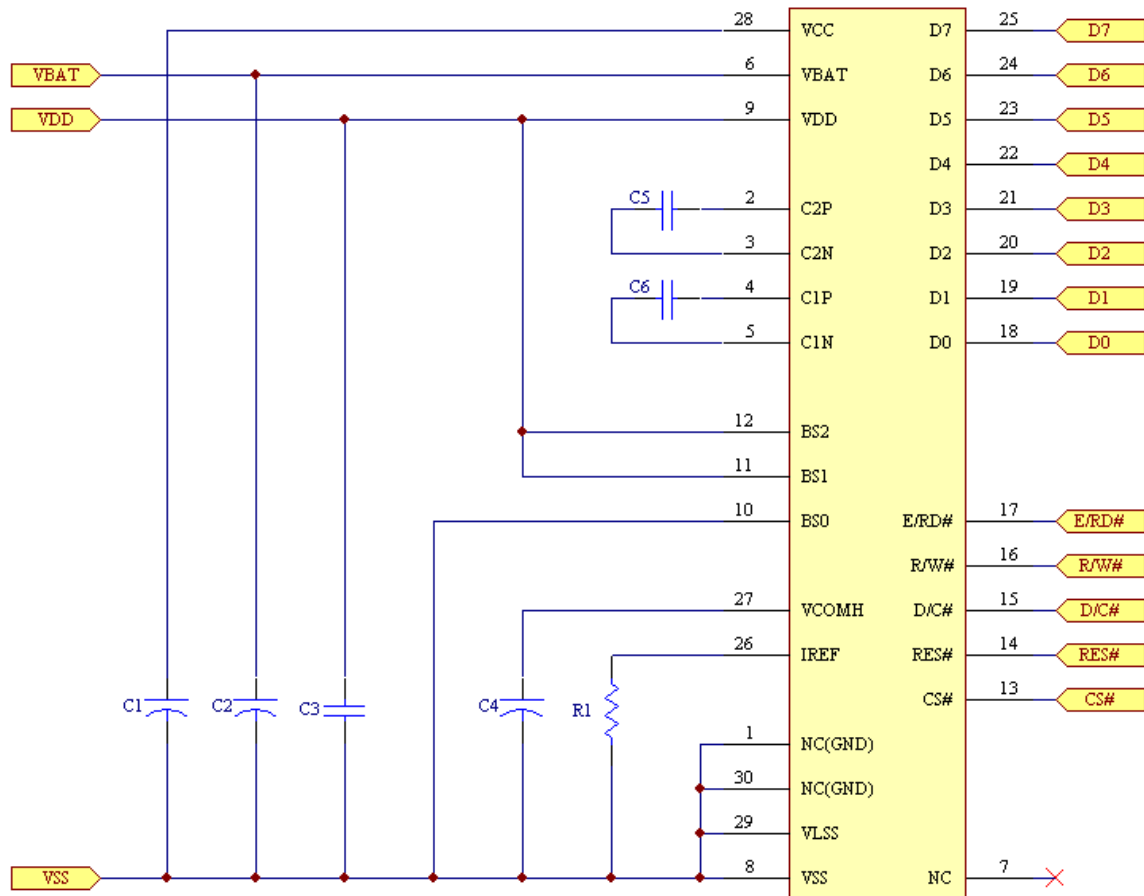 28 VCC D7 25 D7
VBAT 6 VBAT D6 24 D6
VDD 9 VDD D5 23 D5
D4 22 D4
C5 2 C2P D3 21 D3
3 C2N D2 20 D2
C6 4 C1P D1 19 D1
5 C1N D0 18 D0
12 BS2
11 BS1
10 BS0 E/RD# 17 E/RD#
R/W# 16 R/W#
27 VCOMH D/C# 15 D/C#
26 IREF RES# 14 RES#
C1 C2 C3 C4 R1 CS# 13 CS#
1 NC(GND)
30 NC(GND)
29 VLSS
VSS 8 VSS NC 7